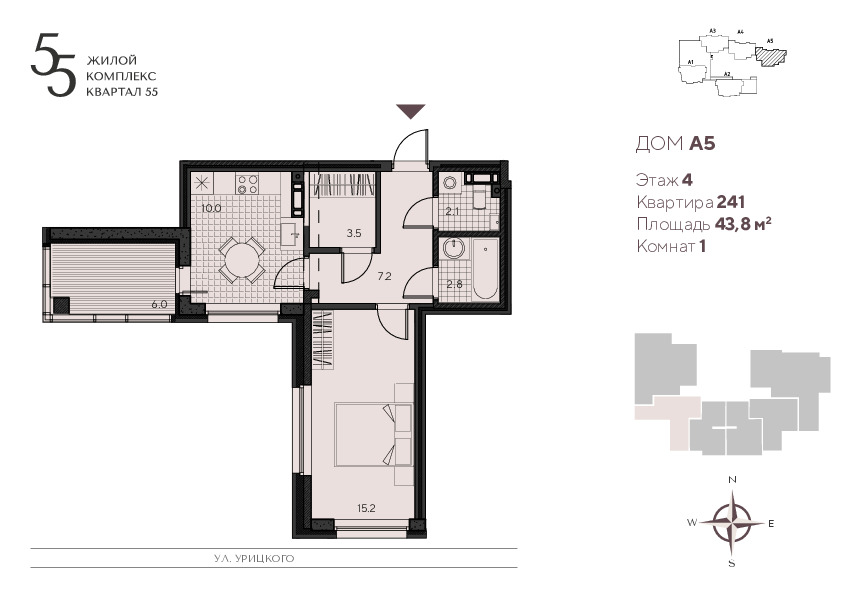 55
ЖИЛОЙ
КОМПЛЕКС
КВАРТАЛ 55
A3
A4
A5
A1
A2
ДОМ A5
Этаж 4
Квартира 241
Площадь 43,8 м²
Комнат 1
10.0
3.5
2.1
7.2
2.8
6.0
15.2
N
W
E
S
УЛ. УРИЦКОГО